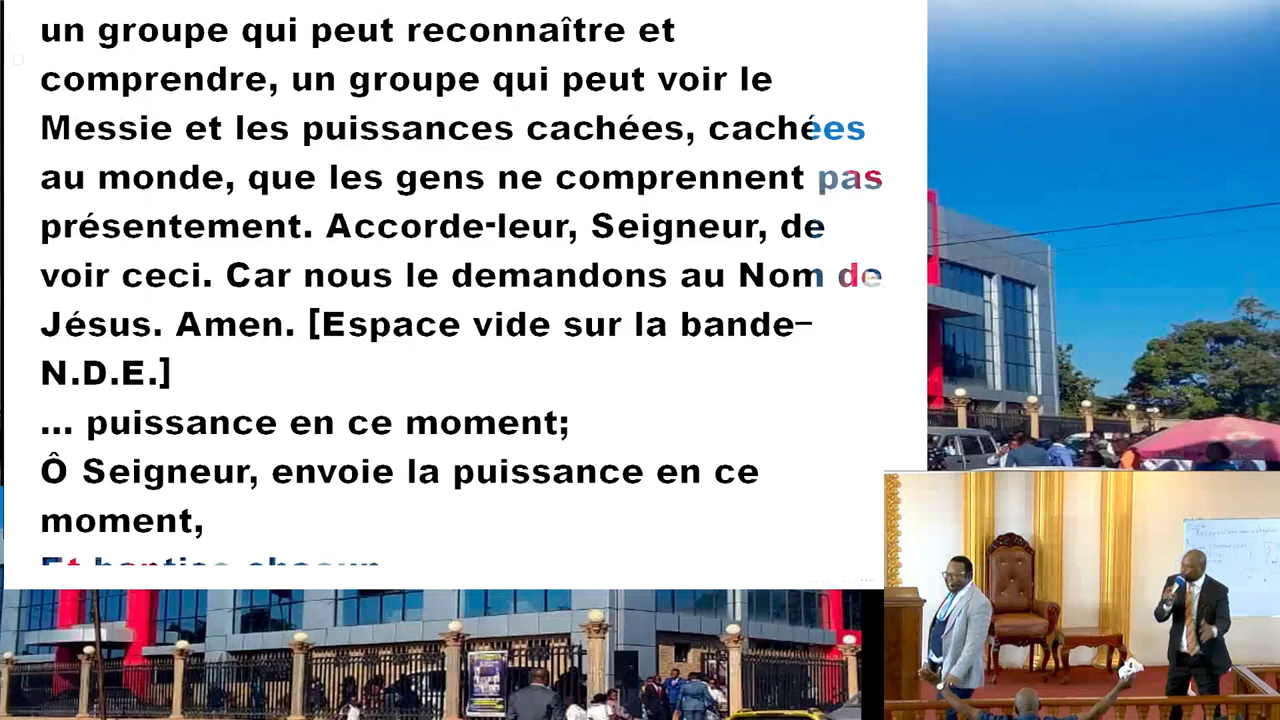 un groupe qui peut reconnaître et
comprendre, un groupe qui peut voir le
Messie et les puissances cachées, cachées
au monde, que les gens ne comprennent pas
présentement. Accorde-leur, Seigneur, de
voir ceci. Car nous le demandons au Nom de
Jésus. Amen. [Espace vide sur la bande–
N.D.E.]
... puissance en ce moment;
Ô Seigneur, envoie la puissance en ce
moment,